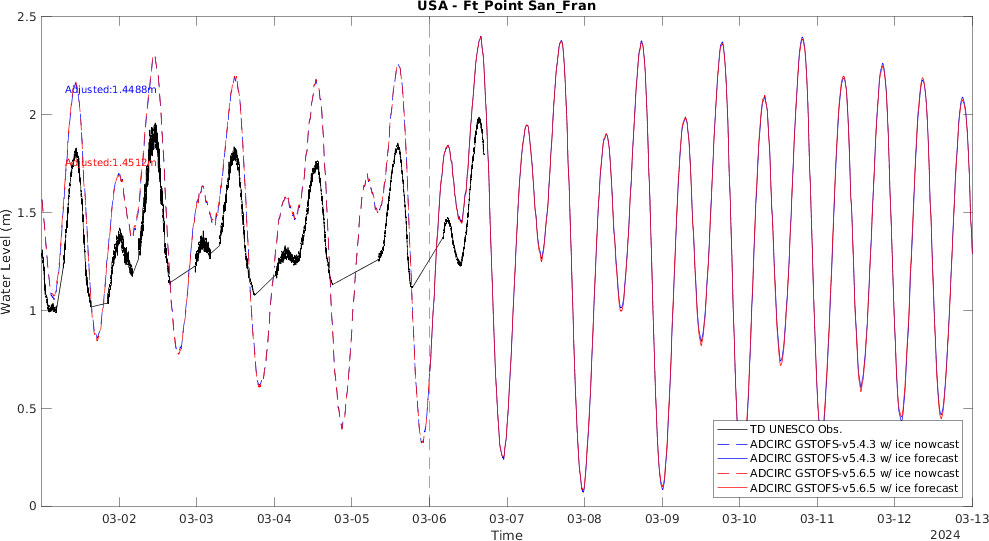 USA - Ft_Point San_Fran
2.5
2
1.5
1
0.5
0
Water Level (m)
Adjusted:1.4488m
Adjusted:1.4512m
TD UNESCO Obs.
ADCIRC GSTOFS-v5.4.3 w/ ice nowcast
ADCIRC GSTOFS-v5.4.3 w/ ice forecast
ADCIRC GSTOFS-v5.6.5 w/ ice nowcast
ADCIRC GSTOFS-v5.6.5 w/ ice forecast
03-02 03-03 03-04 03-05 03-06 03-07 03-08 03-09 03-10 03-11 03-12 03-13
Time
2024